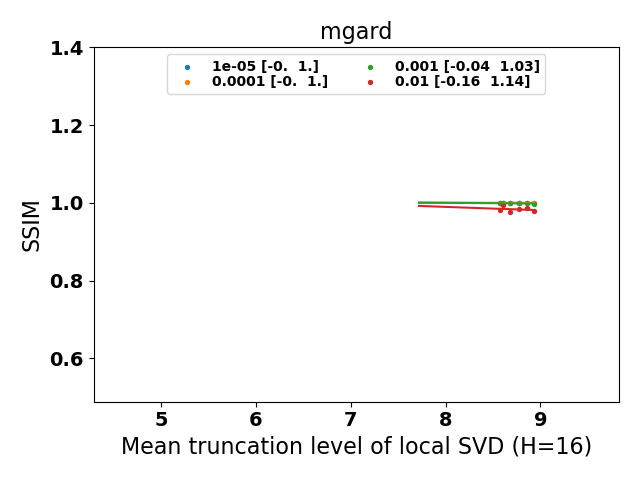 mgard
1.4
1e-05 [-0.  1.]
0.001 [-0.04  1.03]
0.0001 [-0.  1.]
0.01 [-0.16  1.14]
1.2
1.0
0.8
0.6
SSIM
5 6 7 8 9
Mean truncation level of local SVD (H=16)